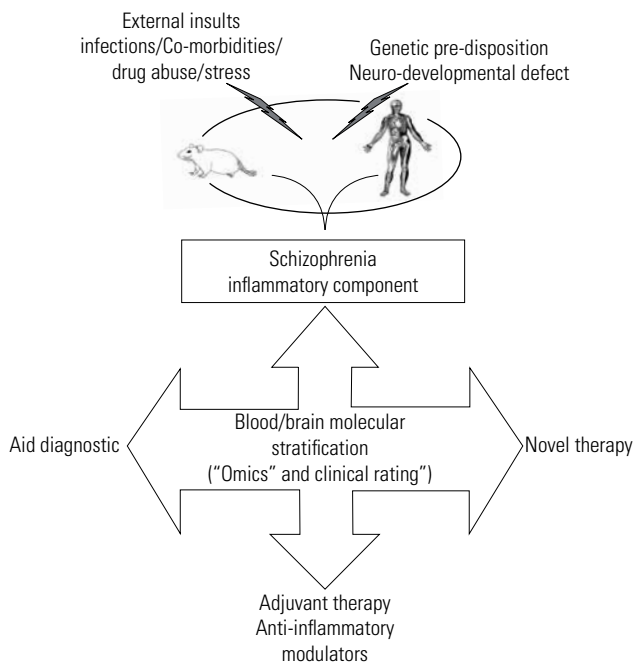 External insults
infections/Co-morbidities/
drug abuse/stress
Genetic pre-disposition
Neuro-developmental defect
Schizophrenia
inflammatory component
Aid diagnostic
Blood/brain molecular
stratification
(“Omics” and clinical rating”)
Novel therapy
Adjuvant therapy
Anti-inflammatory
modulators